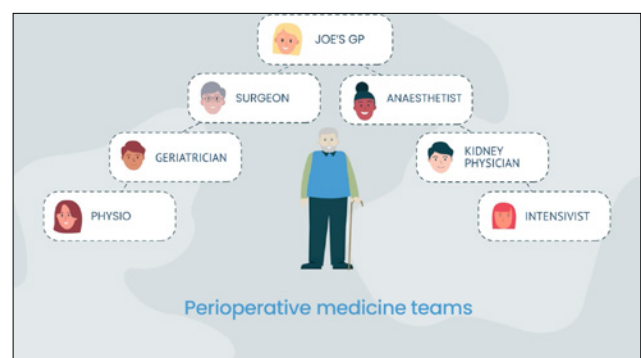 JOE'S GP
SURGEON
ANAESTHETIST
GERIATRICIAN
KIDNEY
PHYSICIAN
PHYSIO
INTENSIVIST
Perioperative medicine teams